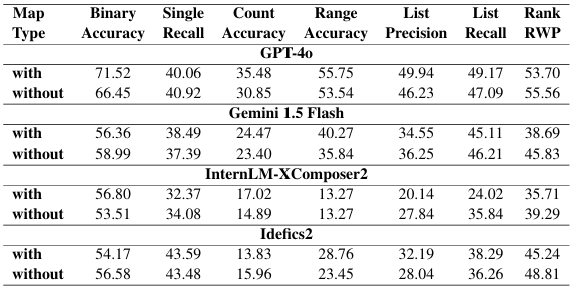 Map Binary Single Count Range List List Rank
Type Accuracy Recall Accuracy Accuracy Precision Recall RWP
GPT-4o
with 71.52 40.06 35.48 55.75 49.94 49.17 53.70
without 66.45 40.92 30.85 53.54 46.23 47.09 55.56
Gemini 1.5 Flash
with 56.36 38.49 24.47 40.27 34.55 45.11 38.69
without 58.99 37.39 23.40 35.84 36.25 46.21 45.83
InternLM-XComposer2
with 56.80 32.37 17.02 13.27 20.14 24.02 35.71
without 53.51 34.08 14.89 13.27 27.84 35.84 39.29
Idefics2
with 54.17 43.59 13.83 28.76 32.19 38.29 45.24
without 56.58 43.48 15.96 23.45 28.04 36.26 48.81